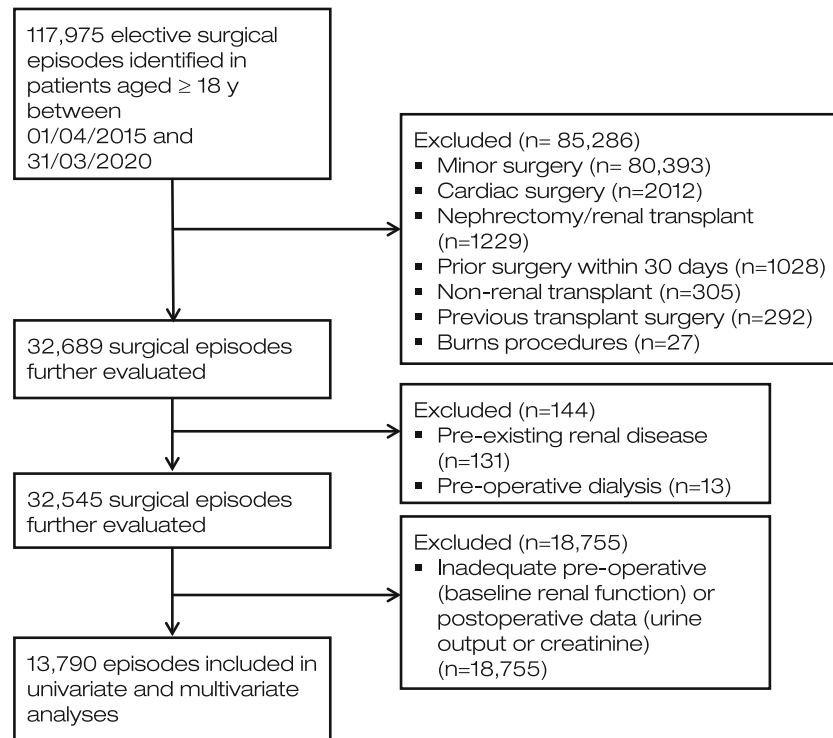 117,975 elective surgical
episodes identified in
patients aged ≥ 18 y
between
01/04/2015 and
31/03/2020
Excluded (n= 85,286)
▪ Minor surgery (n= 80,393)
▪ Cardiac surgery (n=2012)
▪ Nephrectomy/renal transplant
(n=1229)
▪ Prior surgery within 30 days (n=1028)
▪ Non-renal transplant (n=305)
▪ Previous transplant surgery (n=292)
▪ Burns procedures (n=27)
32,689 surgical episodes
further evaluated
Excluded (n=144)
▪ Pre-existing renal disease
(n=131)
▪ Pre-operative dialysis (n=13)
32,545 surgical episodes
further evaluated
Excluded (n=18,755)
▪ Inadequate pre-operative
(baseline renal function) or
postoperative data (urine
output or creatinine)
(n=18,755)
13,790 episodes included in
univariate and multivariate
analyses